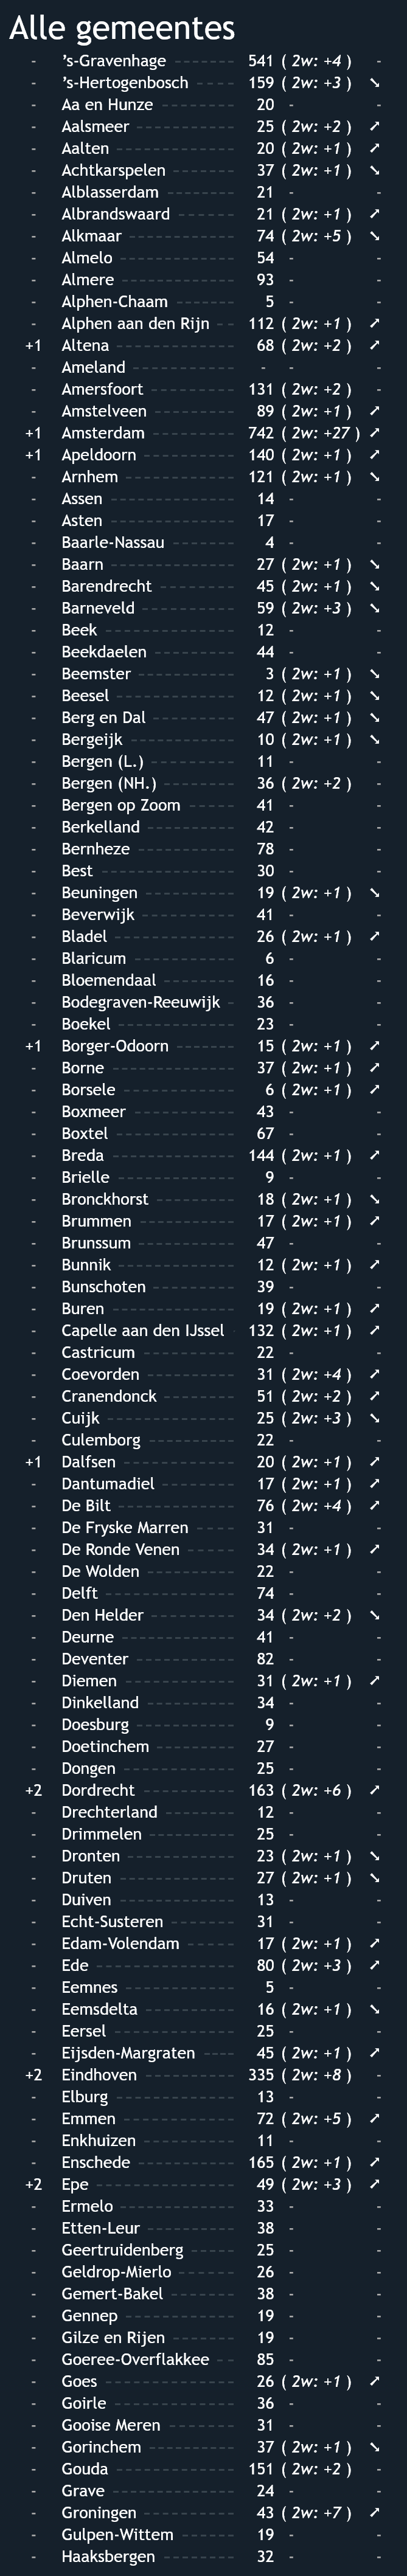 Alle gemeentes
- ’s-Gravenhage 541 ( 2w: +4 ) -
- ’s-Hertogenbosch 159 ( 2w: +3 ) ➘
- Aa en Hunze 20 - -
- Aalsmeer 25 ( 2w: +2 ) ➚
- Aalten 20 ( 2w: +1 ) ➚
- Achtkarspelen 37 ( 2w: +1 ) ➘
- Alblasserdam 21 - -
- Albrandswaard 21 ( 2w: +1 ) ➚
- Alkmaar 74 ( 2w: +5 ) ➘
- Almelo 54 - -
- Almere 93 - -
- Alphen-Chaam 5 - -
- Alphen aan den Rijn 112 ( 2w: +1 ) ➚
+1 Altena 68 ( 2w: +2 ) ➚
- Ameland - - -
- Amersfoort 131 ( 2w: +2 ) -
- Amstelveen 89 ( 2w: +1 ) ➚
+1 Amsterdam 742 ( 2w: +27 ) ➚
+1 Apeldoorn 140 ( 2w: +1 ) ➚
- Arnhem 121 ( 2w: +1 ) ➘
- Assen 14 - -
- Asten 17 - -
- Baarle-Nassau 4 - -
- Baarn 27 ( 2w: +1 ) ➘
- Barendrecht 45 ( 2w: +1 ) ➘
- Barneveld 59 ( 2w: +3 ) ➘
- Beek 12 - -
- Beekdaelen 44 - -
- Beemster 3 ( 2w: +1 ) ➘
- Beesel 12 ( 2w: +1 ) ➘
- Berg en Dal 47 ( 2w: +1 ) ➘
- Bergeijk 10 ( 2w: +1 ) ➘
- Bergen (L.) 11 - -
- Bergen (NH.) 36 ( 2w: +2 ) -
- Bergen op Zoom 41 - -
- Berkelland 42 - -
- Bernheze 78 - -
- Best 30 - -
- Beuningen 19 ( 2w: +1 ) ➘
- Beverwijk 41 - -
- Bladel 26 ( 2w: +1 ) ➚
- Blaricum 6 - -
- Bloemendaal 16 - -
- Bodegraven-Reeuwijk 36 - -
- Boekel 23 - -
+1 Borger-Odoorn 15 ( 2w: +1 ) ➚
- Borne 37 ( 2w: +1 ) ➚
- Borsele 6 ( 2w: +1 ) ➚
- Boxmeer 43 - -
- Boxtel 67 - -
- Breda 144 ( 2w: +1 ) ➚
- Brielle 9 - -
- Bronckhorst 18 ( 2w: +1 ) ➘
- Brummen 17 ( 2w: +1 ) ➚
- Brunssum 47 - -
- Bunnik 12 ( 2w: +1 ) ➚
- Bunschoten 39 - -
- Buren 19 ( 2w: +1 ) ➚
- Capelle aan den IJssel 132 ( 2w: +1 ) ➚
- Castricum 22 - -
- Coevorden 31 ( 2w: +4 ) ➚
- Cranendonck 51 ( 2w: +2 ) ➚
- Cuijk 25 ( 2w: +3 ) ➘
- Culemborg 22 - -
+1 Dalfsen 20 ( 2w: +1 ) ➚
- Dantumadiel 17 ( 2w: +1 ) ➚
- De Bilt 76 ( 2w: +4 ) ➚
- De Fryske Marren 31 - -
- De Ronde Venen 34 ( 2w: +1 ) ➚
- De Wolden 22 - -
- Delft 74 - -
- Den Helder 34 ( 2w: +2 ) ➘
- Deurne 41 - -
- Deventer 82 - -
- Diemen 31 ( 2w: +1 ) ➚
- Dinkelland 34 - -
- Doesburg 9 - -
- Doetinchem 27 - -
- Dongen 25 - -
+2 Dordrecht 163 ( 2w: +6 ) ➚
- Drechterland 12 - -
- Drimmelen 25 - -
- Dronten 23 ( 2w: +1 ) ➘
- Druten 27 ( 2w: +1 ) ➘
- Duiven 13 - -
- Echt-Susteren 31 - -
- Edam-Volendam 17 ( 2w: +1 ) ➚
- Ede 80 ( 2w: +3 ) ➚
- Eemnes 5 - -
- Eemsdelta 16 ( 2w: +1 ) ➘
- Eersel 25 - -
- Eijsden-Margraten 45 ( 2w: +1 ) ➚
+2 Eindhoven 335 ( 2w: +8 ) -
- Elburg 13 - -
- Emmen 72 ( 2w: +5 ) ➚
- Enkhuizen 11 - -
- Enschede 165 ( 2w: +1 ) ➚
+2 Epe 49 ( 2w: +3 ) ➚
- Ermelo 33 - -
- Etten-Leur 38 - -
- Geertruidenberg 25 - -
- Geldrop-Mierlo 26 - -
- Gemert-Bakel 38 - -
- Gennep 19 - -
- Gilze en Rijen 19 - -
- Goeree-Overflakkee 85 - -
- Goes 26 ( 2w: +1 ) ➚
- Goirle 36 - -
- Gooise Meren 31 - -
- Gorinchem 37 ( 2w: +1 ) ➘
- Gouda 151 ( 2w: +2 ) -
- Grave 24 - -
- Groningen 43 ( 2w: +7 ) ➚
- Gulpen-Wittem 19 - -
- Haaksbergen 32 - -